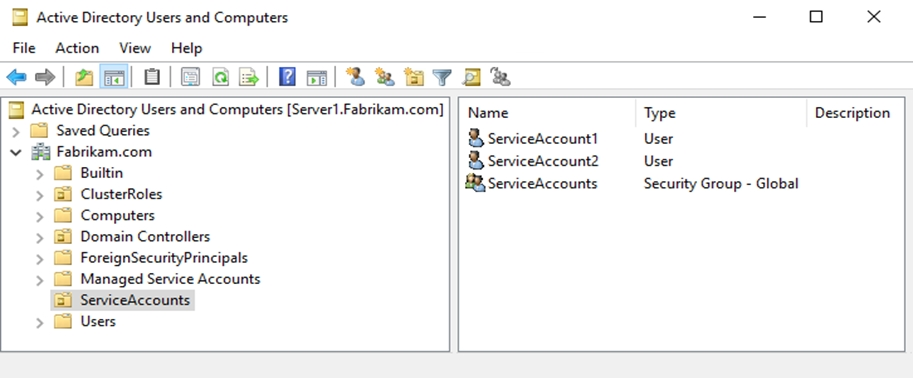 Active Directory Users and Computers
File Action View Help
Active Directory Users and Computers [Server1.Fabrikam.com]
Saved Queries
Fabrikam.com
Builtin
ClusterRoles
Computers
Domain Controllers
ForeignSecurityPrincipals
Managed Service Accounts
ServiceAccounts
Users
Name Type Description
ServiceAccount1 User
ServiceAccount2 User
ServiceAccounts Security Group - Global